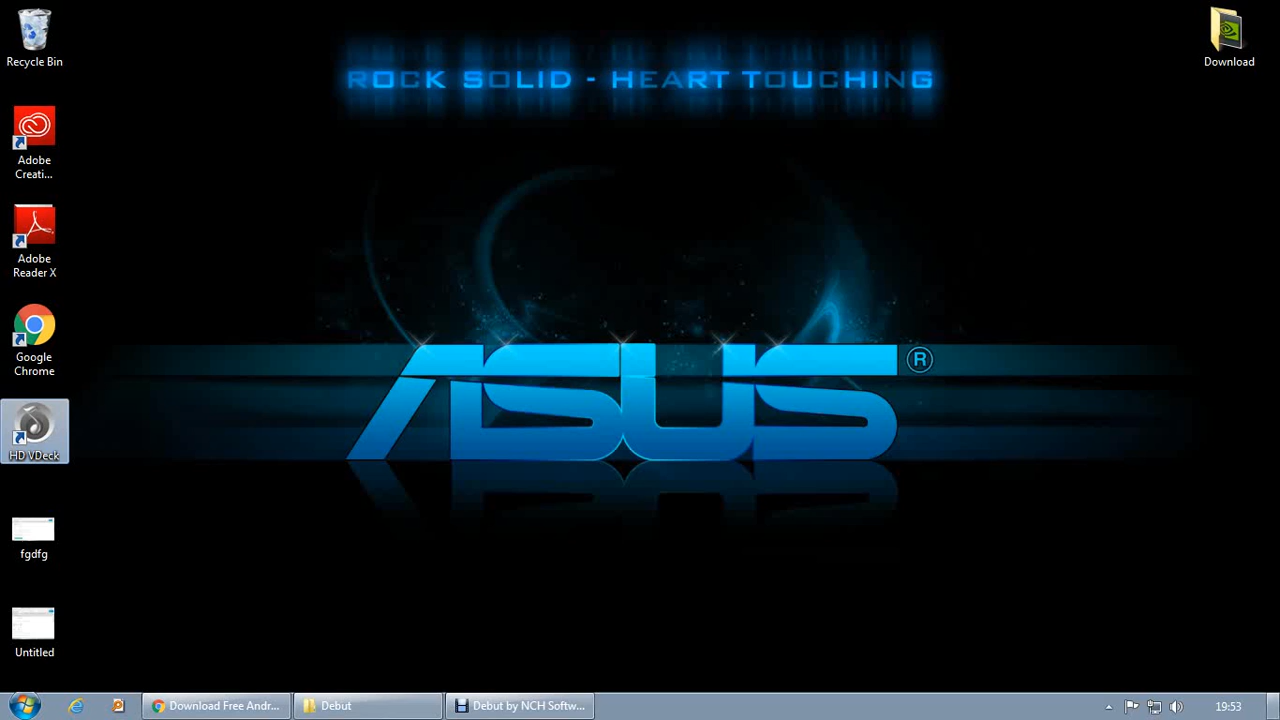 Recycle Bin
Download
ROCK SOLID - HEART TOUCHING
Adobe
Creati...
Adobe
Reader X
Google
Chrome
ASUS ®
HD VDeck
fgdfg
Untitled
Download Free Andr...
Debut
Debut by NCH Softw...
19:53